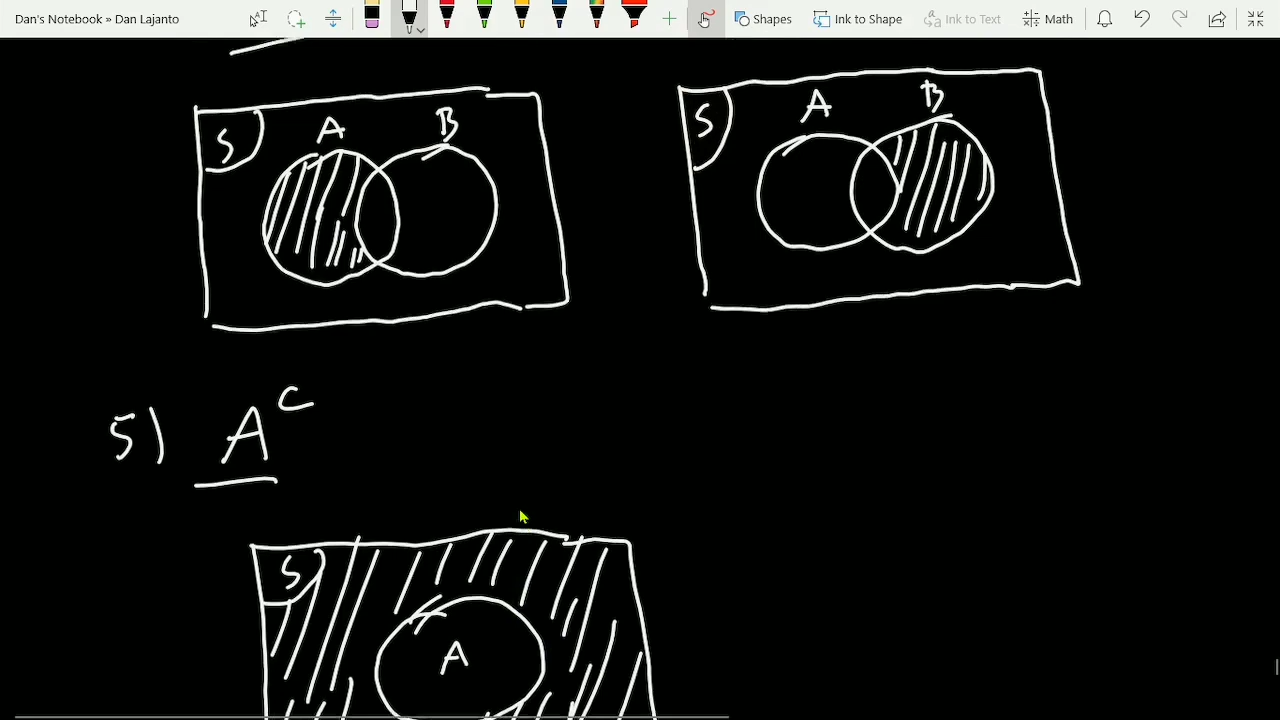 Dan's Notebook » Dan Lajanto Shapes Ink to Shape Ink to Text Math
S A B S A B
5) A^c
S
A